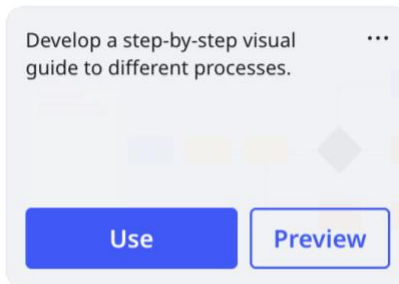 Develop a step-by-step visual
guide to different processes.
Use
Preview